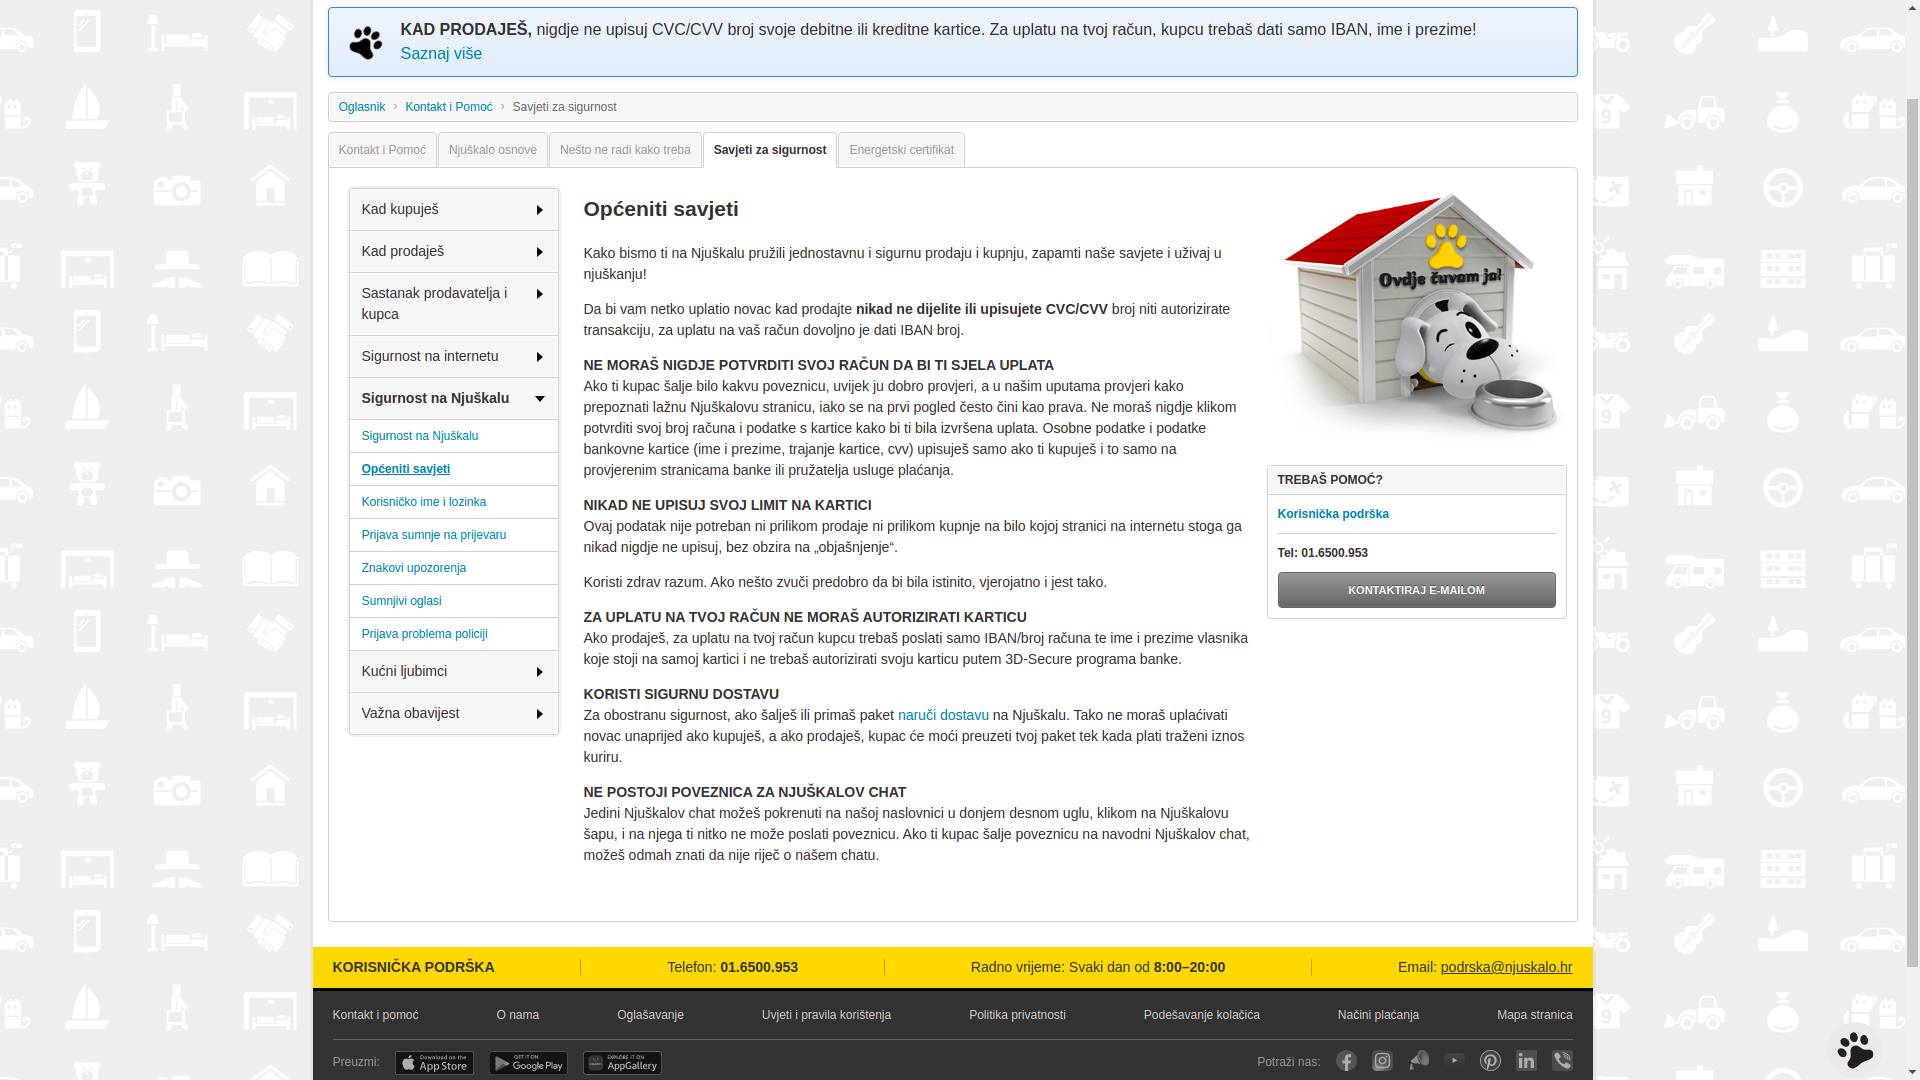 KAD PRODAJEŠ, nigdje ne upisuj CVC/CVV broj svoje debitne ili kreditne kartice. Za uplatu na tvoj račun, kupcu trebaš dati samo IBAN, ime i prezime!
Saznaj više
Oglasnik › Kontakt i Pomoć › Savjeti za sigurnost
Kontakt i Pomoć
Njuškalo osnove
Nešto ne radi kako treba
Savjeti za sigurnost
Energetski certifikat
Kad kupuješ
Kad prodaješ
Sastanak prodavatelja i
kupca
Sigurnost na internetu
Sigurnost na Njuškalu
Sigurnost na Njuškalu
Općeniti savjeti
Korisničko ime i lozinka
Prijava sumnje na prijevaru
Znakovi upozorenja
Sumnjivi oglasi
Prijava problema policiji
Kućni ljubimci
Važna obavijest
Općeniti savjeti
Kako bismo ti na Njuškalu pružili jednostavnu i sigurnu prodaju i kupnju, zapamti naše savjete i uživaj u
njuškanju!
Da bi vam netko uplatio novac kad prodajte nikad ne dijelite ili upisujete CVC/CVV broj niti autorizirate
transakciju, za uplatu na vaš račun dovoljno je dati IBAN broj.
NE MORAŠ NIGDJE POTVRDITI SVOJ RAČUN DA BI TI SJELA UPLATA
Ako ti kupac šalje bilo kakvu poveznicu, uvijek ju dobro provjeri, a u našim uputama provjeri kako
prepoznati lažnu Njuškalovu stranicu, iako se na prvi pogled često čini kao prava. Ne moraš nigdje klikom
potvrditi svoj broj računa i podatke s kartice kako bi ti bila izvršena uplata. Osobne podatke i podatke
bankovne kartice (ime i prezime, trajanje kartice, cvv) upisuješ samo ako ti kupuješ i to samo na
provjerenim stranicama banke ili pružatelja usluge plaćanja.
NIKAD NE UPISUJ SVOJ LIMIT NA KARTICI
Ovaj podatak nije potreban ni prilikom prodaje ni prilikom kupnje na bilo kojoj stranici na internetu stoga ga
nikad nigdje ne upisuj, bez obzira na „objašnjenje“.
Koristi zdrav razum. Ako nešto zvuči predobro da bi bila istinito, vjerojatno i jest tako.
ZA UPLATU NA TVOJ RAČUN NE MORAŠ AUTORIZIRATI KARTICU
Ako prodaješ, za uplatu na tvoj račun kupcu trebaš poslati samo IBAN/broj računa te ime i prezime vlasnika
koje stoji na samoj kartici i ne trebaš autorizirati svoju karticu putem 3D-Secure programa banke.
KORISTI SIGURNU DOSTAVU
Za obostranu sigurnost, ako šalješ ili primaš paket naruči dostavu na Njuškalu. Tako ne moraš uplaćivati
novac unaprijed ako kupuješ, a ako prodaješ, kupac će moći preuzeti tvoj paket tek kada plati traženi iznos
kuriru.
NE POSTOJI POVEZNICA ZA NJUŠKALOV CHAT
Jedini Njuškalov chat možeš pokrenuti na našoj naslovnici u donjem desnom uglu, klikom na Njuškalovu
šapu, i na njega ti nitko ne može poslati poveznicu. Ako ti kupac šalje poveznicu na navodni Njuškalov chat,
možeš odmah znati da nije riječ o našem chatu.
Ovdje čuvam ja!
TREBAŠ POMOĆ?
Korisnička podrška
Tel: 01.6500.953
KONTAKTIRAJ E-MAILOM
KORISNIČKA PODRŠKA
Telefon: 01.6500.953
Radno vrijeme: Svaki dan od 8:00–20:00
Email: podrska@njuskalo.hr
Kontakt i pomoć
O nama
Oglašavanje
Uvjeti i pravila korištenja
Politika privatnosti
Podešavanje kolačića
Načini plaćanja
Mapa stranica
Preuzmi:
Download on the
App Store
GET IT ON
Google Play
EXPLORE IT ON
AppGallery
Potraži nas: